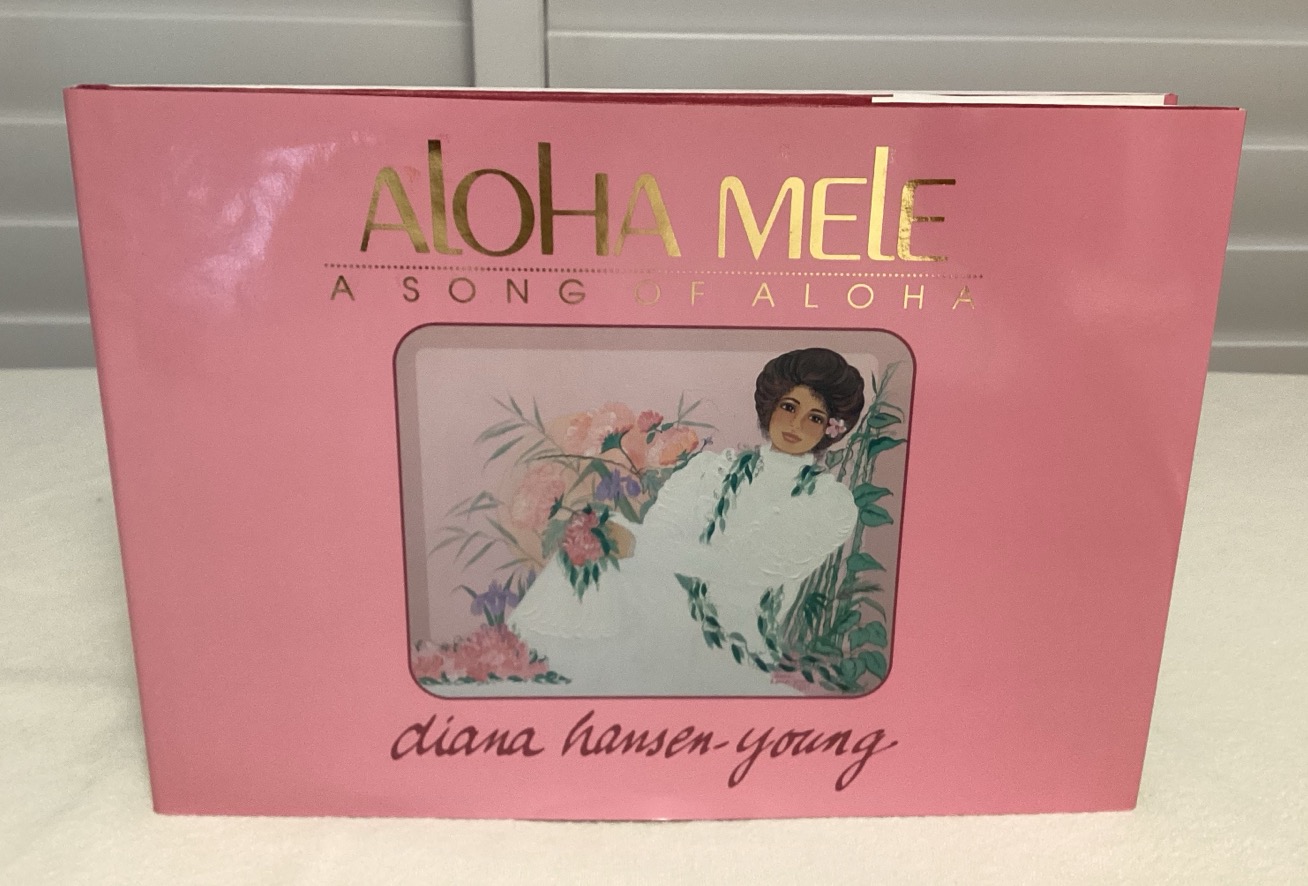 AlOHA MElE
A SONG OF ALOHA
diana hansen-young